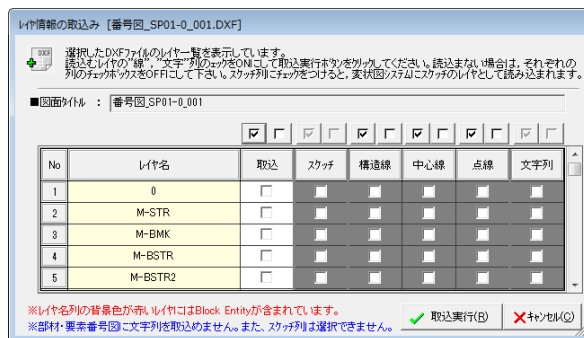 ﾚｲﾔ情報の取込み [番号図_SP01-0_001.DXF]
DXF
選択したDXFﾌｧｲﾙのﾚｲﾔ一覧を表示しています。
読込むﾚｲﾔの"線"，"文字"列のﾁｪｯｸをONにして取込実行ﾎﾞﾀﾝをｸﾘｯｸしてください。読込まない場合は，それぞれの
列のﾁｪｯｸﾎﾞｯｸｽをOFFにして下さい。ｽｹｯﾁ列にﾁｪｯｸをつけると，変状図ｼｽﾃﾑにｽｹｯﾁのﾚｲﾔとして読み込まれます。
■図面ﾀｲﾄﾙ ： 番号図_SP01-0_001
No ﾚｲﾔ名 取込 ｽｹｯﾁ 構造線 中心線 点線 文字列
1 0
2 M-STR
3 M-BMK
4 M-BSTR
5 M-BSTR2
※ﾚｲﾔ名列の背景色が赤いﾚｲﾔにはBlock Entityが含まれています。
※部材・要素番号図に文字列を取込めません。また、ｽｹｯﾁ列は選択できません。
取込実行(R) ｷｬﾝｾﾙ(C)